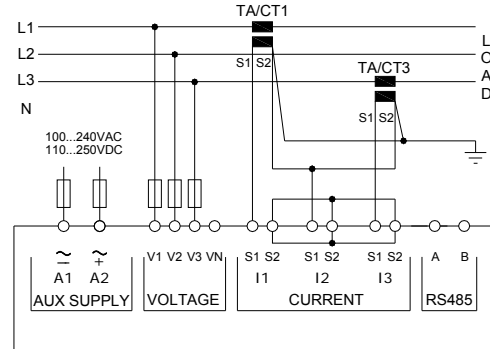 TA/CT1
L1
L2
S1 S2
TA/CT3
L3
S1 S2
N
L
O
A
D
100...240VAC
110...250VDC
V1 V2 V3 VN S1 S2 S1 S2 S1 S2 A B
A1 A2 I1 I2 I3
AUX SUPPLY VOLTAGE CURRENT RS485